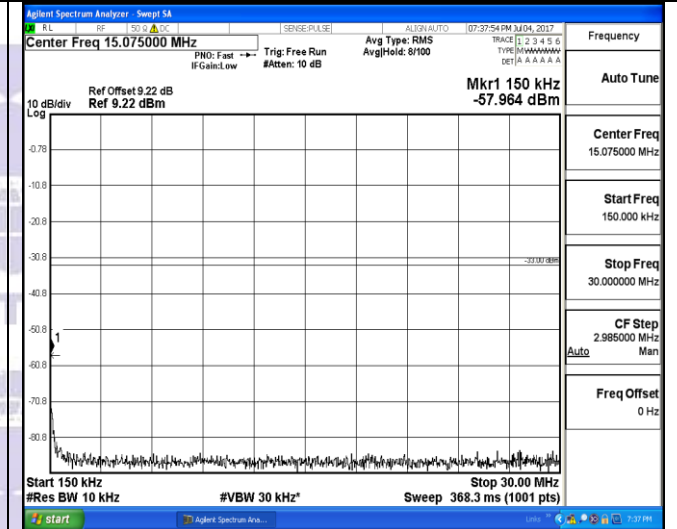 Agilent Spectrum Analyzer - Swept SA
RL RF 50 Ω DC SENSE:PULSE ALIGN AUTO 07:37:54 PM Jul 04, 2017
Center Freq 15.075000 MHz
PNO: Fast
IFGain:Low
Trig: Free Run
#Atten: 10 dB
Avg Type: RMS
Avg|Hold: 8/100
TRACE 1 2 3 4 5 6
TYPE M
DET A A A A A A
Ref Offset 9.22 dB
Ref 9.22 dBm
10 dB/div
Log
Mkr1 150 kHz
-57.964 dBm
-0.78
-10.8
-20.8
-30.8
-33.00 dBm
-40.8
-50.8
1
-60.8
-70.8
-80.8
Start 150 kHz
Stop 30.00 MHz
#Res BW 10 kHz
#VBW 30 kHz*
Sweep 368.3 ms (1001 pts)
Frequency
Auto Tune
Center Freq
15.075000 MHz
Start Freq
150.000 kHz
Stop Freq
30.000000 MHz
CF Step
2.985000 MHz
Auto Man
Freq Offset
0 Hz
start
Agilent Spectrum Ana...
Links
7:37 PM